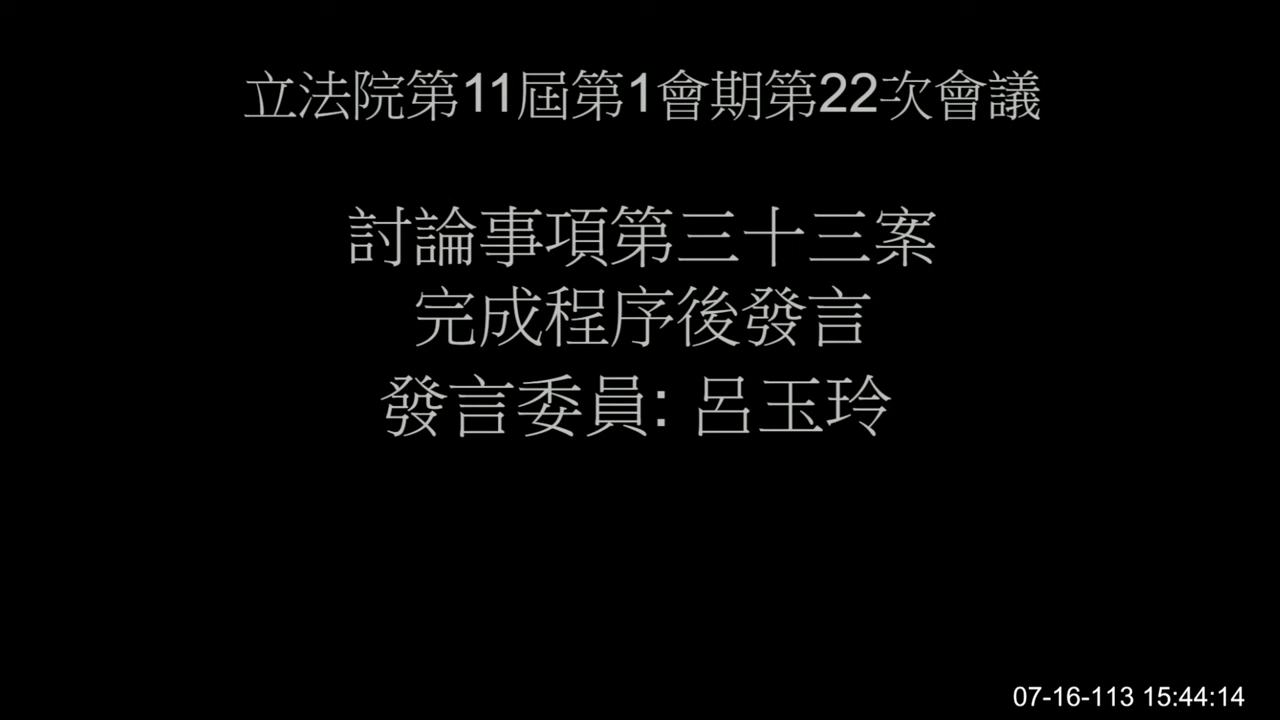 立法院第11屆第1會期第22次會議
討論事項第三十三案
完成程序後發言
發言委員: 呂玉玲
07-16-113 15:44:14